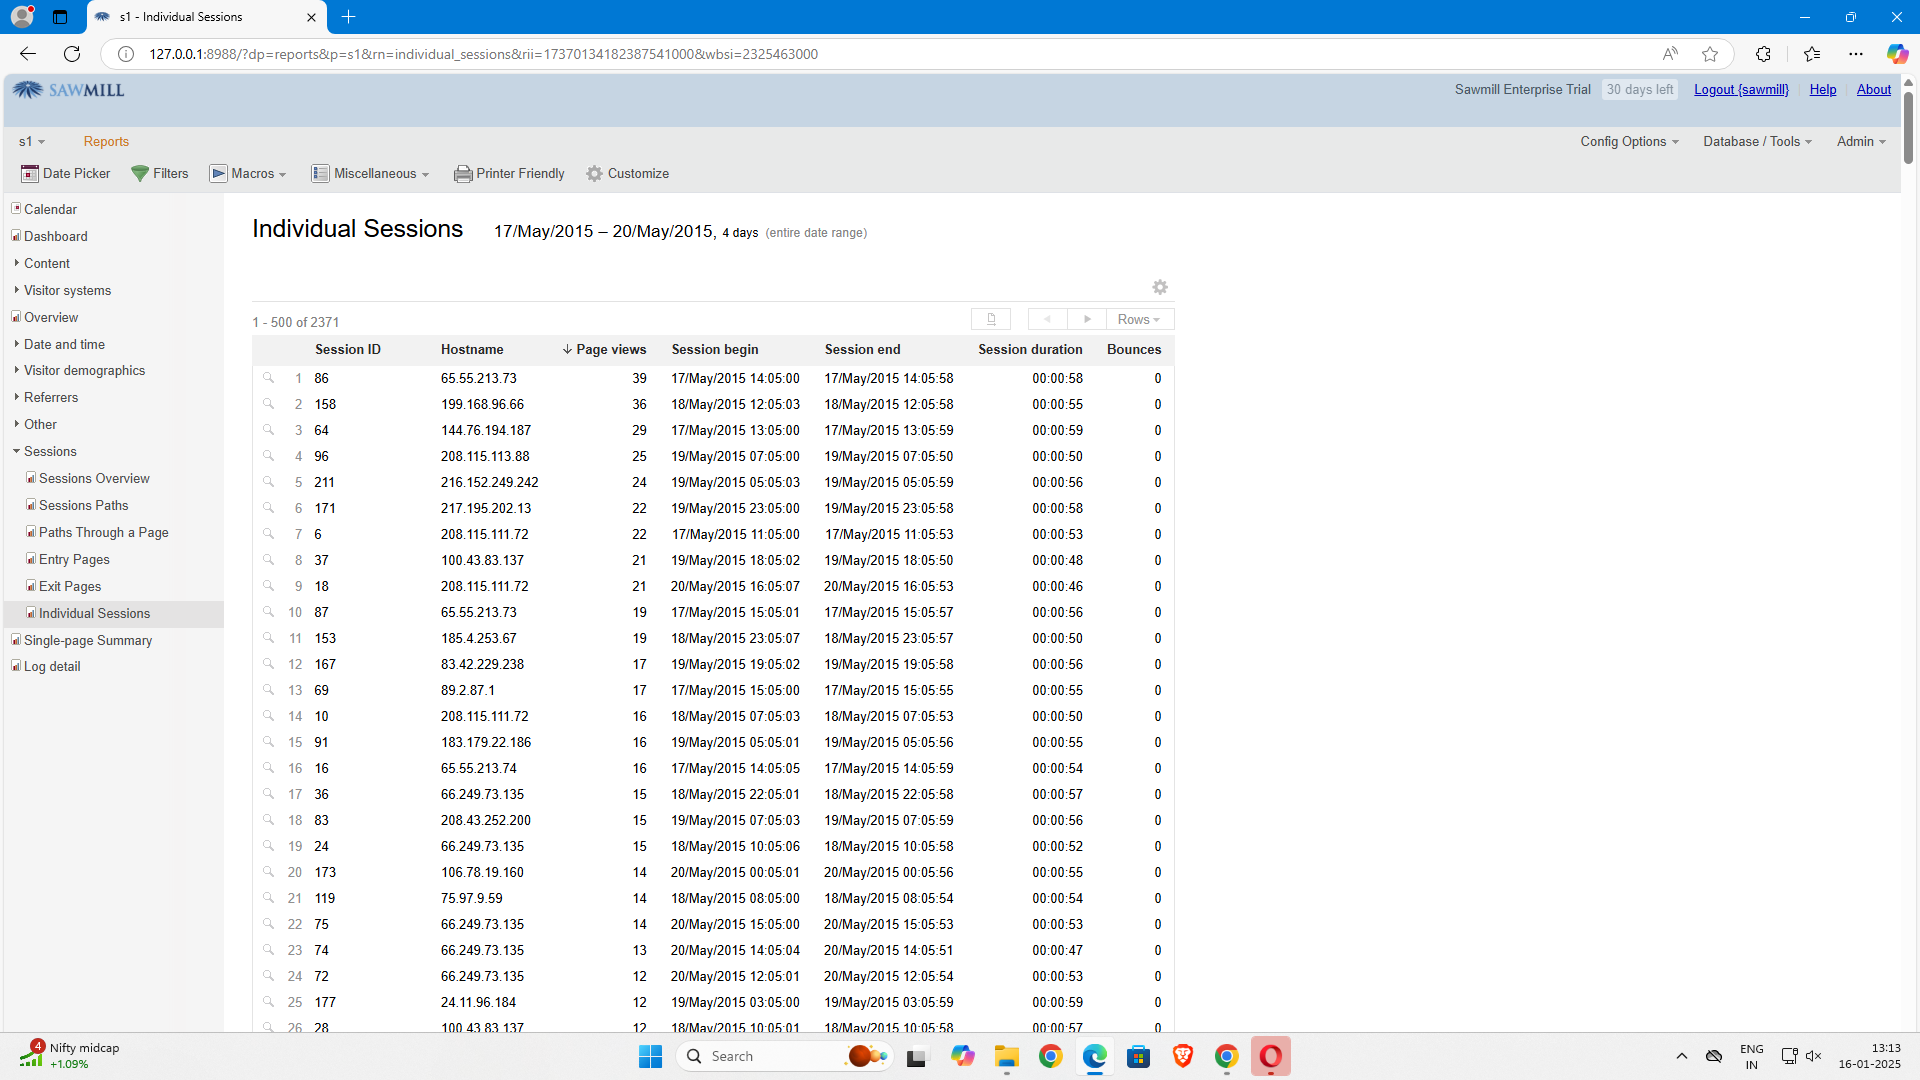 s1 - Individual Sessions
127.0.0.1:8988/?dp=reports&p=s1&rn=individual_sessions&rii=17370134182387541000&wbsi=2325463000
SAWMILL
Sawmill Enterprise Trial 30 days left Logout {sawmill} Help About
s1 Reports Config Options Database / Tools Admin
Date Picker Filters Macros Miscellaneous Printer Friendly Customize
Calendar
Dashboard
Content
Visitor systems
Overview
Date and time
Visitor demographics
Referrers
Other
Sessions
Sessions Overview
Sessions Paths
Paths Through a Page
Entry Pages
Exit Pages
Individual Sessions
Single-page Summary
Log detail
Individual Sessions 17/May/2015 – 20/May/2015, 4 days (entire date range)
1 - 500 of 2371 Rows
Session ID Hostname Page views Session begin Session end Session duration Bounces
1 86 65.55.213.73 39 17/May/2015 14:05:00 17/May/2015 14:05:58 00:00:58 0
2 158 199.168.96.66 36 18/May/2015 12:05:03 18/May/2015 12:05:58 00:00:55 0
3 64 144.76.194.187 29 17/May/2015 13:05:00 17/May/2015 13:05:59 00:00:59 0
4 96 208.115.113.88 25 19/May/2015 07:05:00 19/May/2015 07:05:50 00:00:50 0
5 211 216.152.249.242 24 19/May/2015 05:05:03 19/May/2015 05:05:59 00:00:56 0
6 171 217.195.202.13 22 19/May/2015 23:05:00 19/May/2015 23:05:58 00:00:58 0
7 6 208.115.111.72 22 17/May/2015 11:05:00 17/May/2015 11:05:53 00:00:53 0
8 37 100.43.83.137 21 19/May/2015 18:05:02 19/May/2015 18:05:50 00:00:48 0
9 18 208.115.111.72 21 20/May/2015 16:05:07 20/May/2015 16:05:53 00:00:46 0
10 87 65.55.213.73 19 17/May/2015 15:05:01 17/May/2015 15:05:57 00:00:56 0
11 153 185.4.253.67 19 18/May/2015 23:05:07 18/May/2015 23:05:57 00:00:50 0
12 167 83.42.229.238 17 19/May/2015 19:05:02 19/May/2015 19:05:58 00:00:56 0
13 69 89.2.87.1 17 17/May/2015 15:05:00 17/May/2015 15:05:55 00:00:55 0
14 10 208.115.111.72 16 18/May/2015 07:05:03 18/May/2015 07:05:53 00:00:50 0
15 91 183.179.22.186 16 19/May/2015 05:05:01 19/May/2015 05:05:56 00:00:55 0
16 16 65.55.213.74 16 17/May/2015 14:05:05 17/May/2015 14:05:59 00:00:54 0
17 36 66.249.73.135 15 18/May/2015 22:05:01 18/May/2015 22:05:58 00:00:57 0
18 83 208.43.252.200 15 19/May/2015 07:05:03 19/May/2015 07:05:59 00:00:56 0
19 24 66.249.73.135 15 18/May/2015 10:05:06 18/May/2015 10:05:58 00:00:52 0
20 173 106.78.19.160 14 20/May/2015 00:05:01 20/May/2015 00:05:56 00:00:55 0
21 119 75.97.9.59 14 18/May/2015 08:05:00 18/May/2015 08:05:54 00:00:54 0
22 75 66.249.73.135 14 20/May/2015 15:05:00 20/May/2015 15:05:53 00:00:53 0
23 74 66.249.73.135 13 20/May/2015 14:05:04 20/May/2015 14:05:51 00:00:47 0
24 72 66.249.73.135 12 20/May/2015 12:05:01 20/May/2015 12:05:54 00:00:53 0
25 177 24.11.96.184 12 19/May/2015 03:05:00 19/May/2015 03:05:59 00:00:59 0
26 28 100.43.83.137 12 18/May/2015 10:05:01 18/May/2015 10:05:58 00:00:57 0
4 Nifty midcap
+1.09%
Search
ENG
IN
13:13
16-01-2025